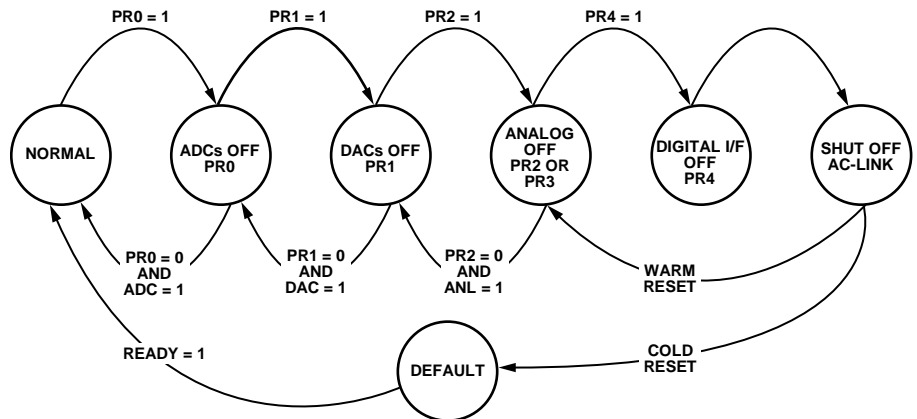 PR0 = 1
PR1 = 1
PR2 = 1
PR4 = 1
NORMAL
ADCs OFF
PR0
DACs OFF
PR1
ANALOG
OFF
PR2 OR
PR3
DIGITAL I/F
OFF
PR4
SHUT OFF
AC-LINK
PR0 = 0
AND
ADC = 1
PR1 = 0
AND
DAC = 1
PR2 = 0
AND
ANL = 1
WARM
RESET
READY = 1
DEFAULT
COLD
RESET